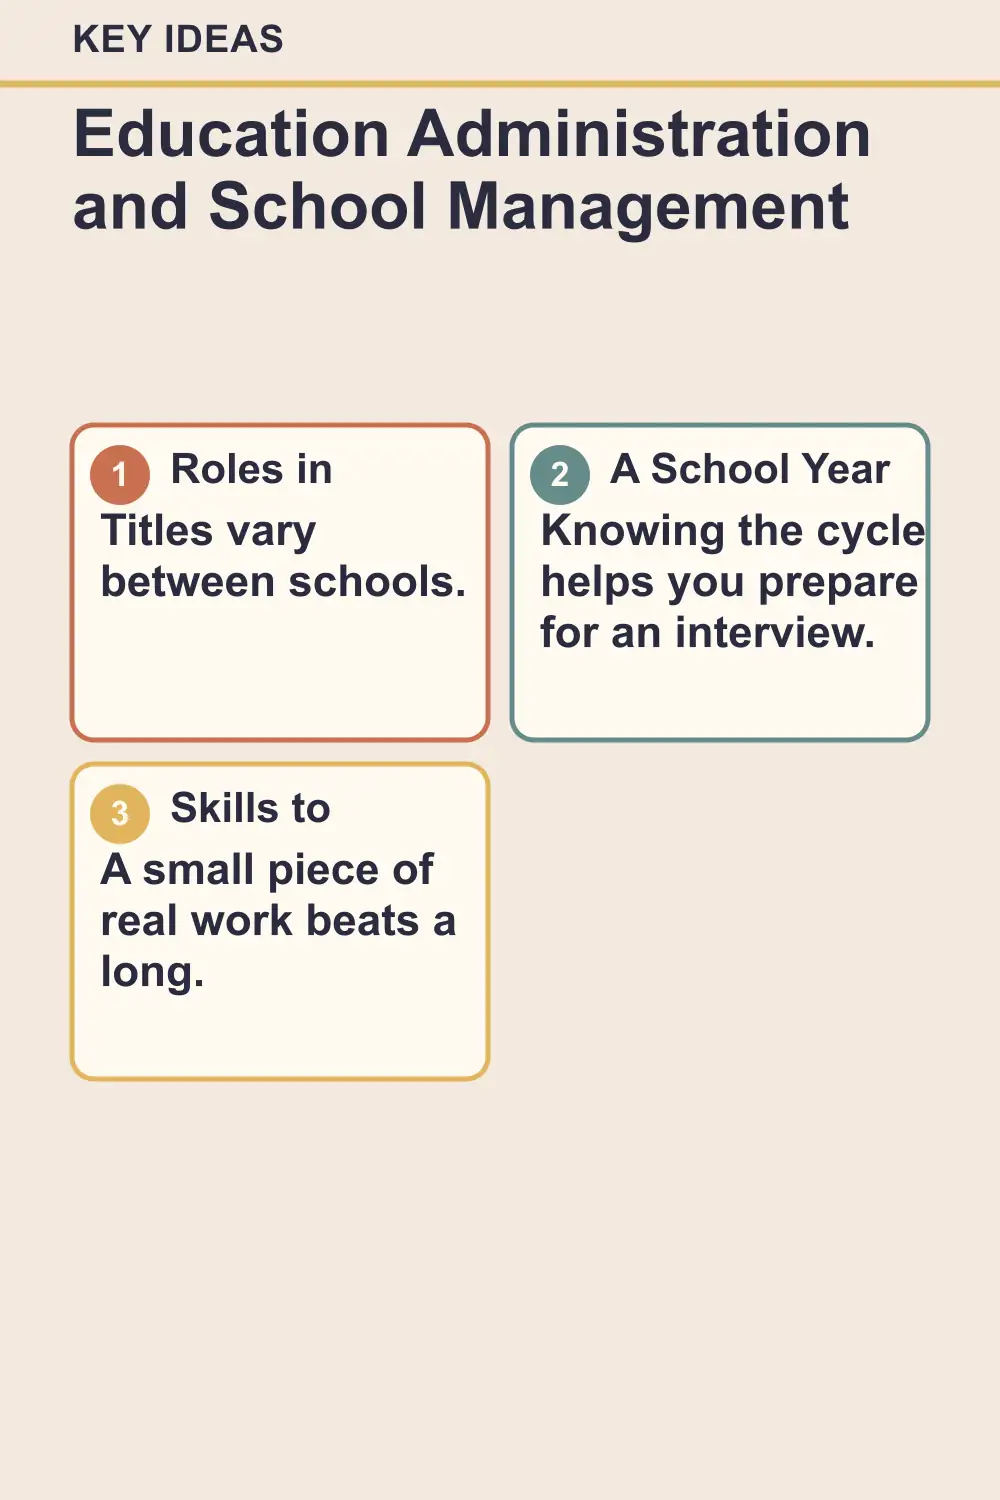 KEY IDEAS
Education Administration
and School Management
1 Roles in
Titles vary
between schools.
2 A School Year
Knowing the cycle
helps you prepare
for an interview.
3 Skills to
A small piece of
real work beats a
long.